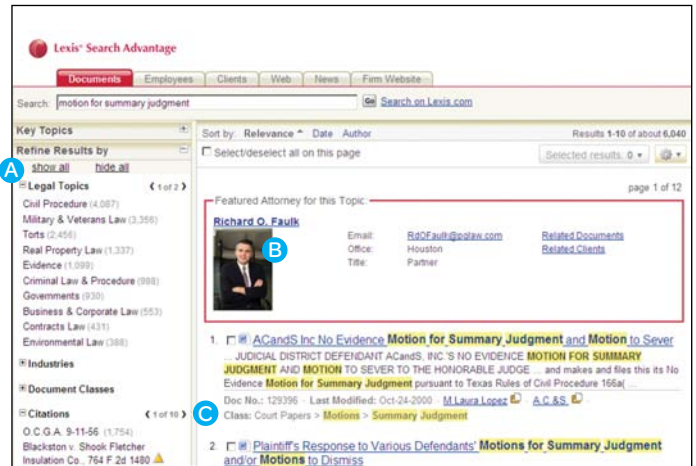 Lexis® Search Advantage
Documents Employees Clients Web News Firm Website
Search: motion for summary judgment Go Search on Lexis.com
Key Topics
Refine Results by
A
show all hide all
Legal Topics 1 of 2
Civil Procedure (4,087)
Military & Veterans Law (3,356)
Torts (2,456)
Real Property Law (1,337)
Evidence (1,099)
Criminal Law & Procedure (998)
Governments (930)
Business & Corporate Law (553)
Contracts Law (431)
Environmental Law (388)
Industries
Document Classes
Citations 1 of 10
O.C.G.A. 9-11-56 (1,754)
Blackston v. Shook Fletcher
Insulation Co., 764 F.2d 1480
Sort by: Relevance Date Author Results 1-10 of about 6,040
Select/deselect all on this page Selected results: 0
page 1 of 12
Featured Attorney for this Topic:
Richard O. Faulk
B
Email: Related Documents
Office: Houston Related Clients
Title: Partner
1. ACandS Inc No Evidence Motion for Summary Judgment and Motion to Sever
... JUDICIAL DISTRICT DEFENDANT ACandS, INC.'S NO EVIDENCE MOTION FOR SUMMARY
JUDGMENT AND MOTION TO SEVER TO THE HONORABLE JUDGE ... and makes and files this its No
Evidence Motion for Summary Judgment pursuant to Texas Rules of Civil Procedure 166a( ...
Doc No.: 129396 - Last Modified: Oct-24-2000 - M Laura Lopez - A C &S
C
Class: Court Papers > Motions > Summary Judgment
2. Plaintiff's Response to Various Defendants' Motions for Summary Judgment
and/or Motions to Dismiss